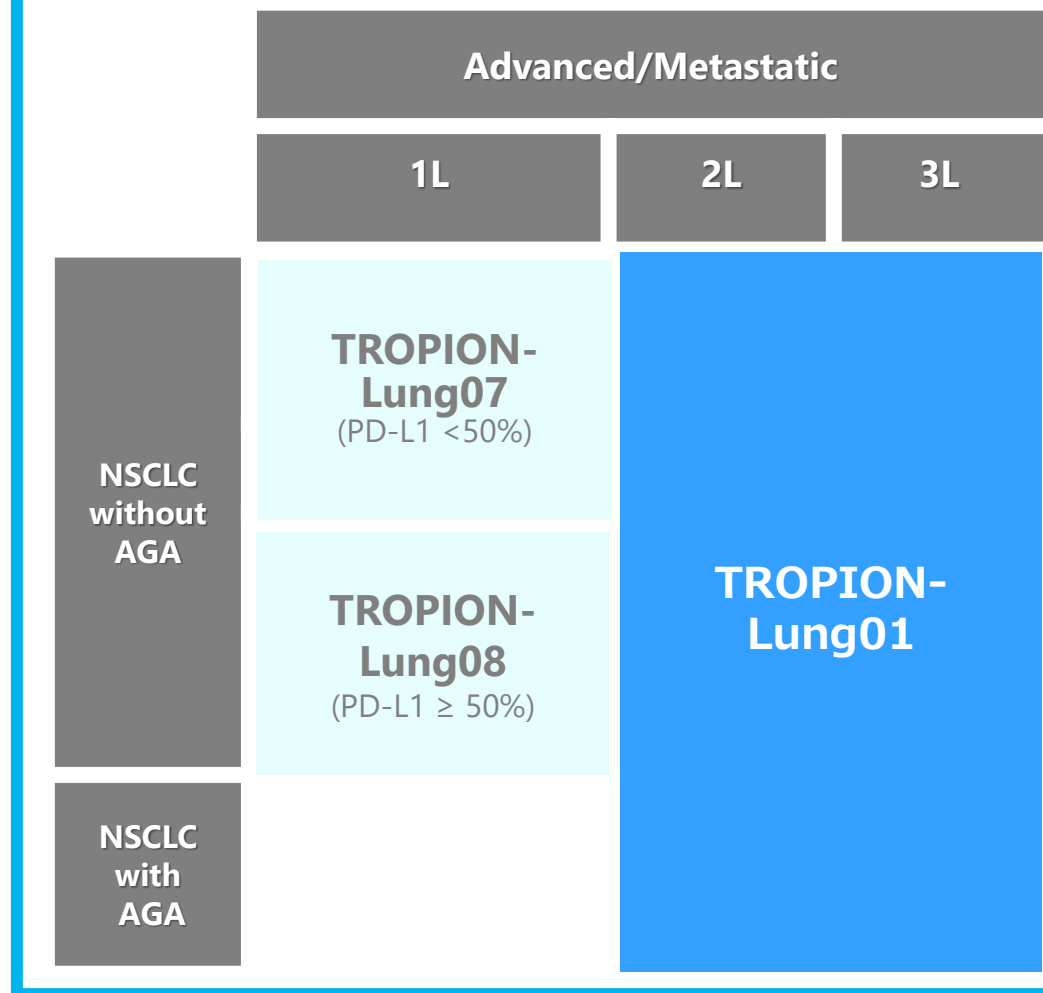 Advanced/Metastatic
1L
2L
3L
NSCLC
without
AGA
TROPION-
Lung07
(PD-L1 <50%)
TROPION-
Lung08
(PD-L1 ≥ 50%)
TROPION-
Lung01
NSCLC
with
AGA